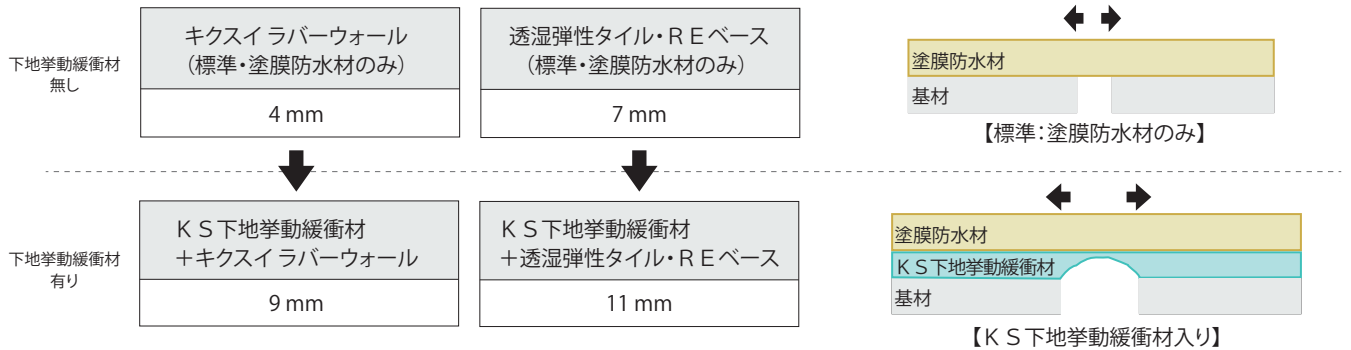 下地挙動緩衝材
無し
キクスイ ラバーウォール
(標準・塗膜防水材のみ)
4 mm
透湿弾性タイル・ＲＥベース
(標準・塗膜防水材のみ)
7 mm
塗膜防水材
基材
【標準:塗膜防水材のみ】
下地挙動緩衝材
有り
ＫＳ下地挙動緩衝材
＋キクスイ ラバーウォール
9 mm
ＫＳ下地挙動緩衝材
＋透湿弾性タイル・ＲＥベース
11 mm
塗膜防水材
ＫＳ下地挙動緩衝材
基材
【ＫＳ下地挙動緩衝材入り】